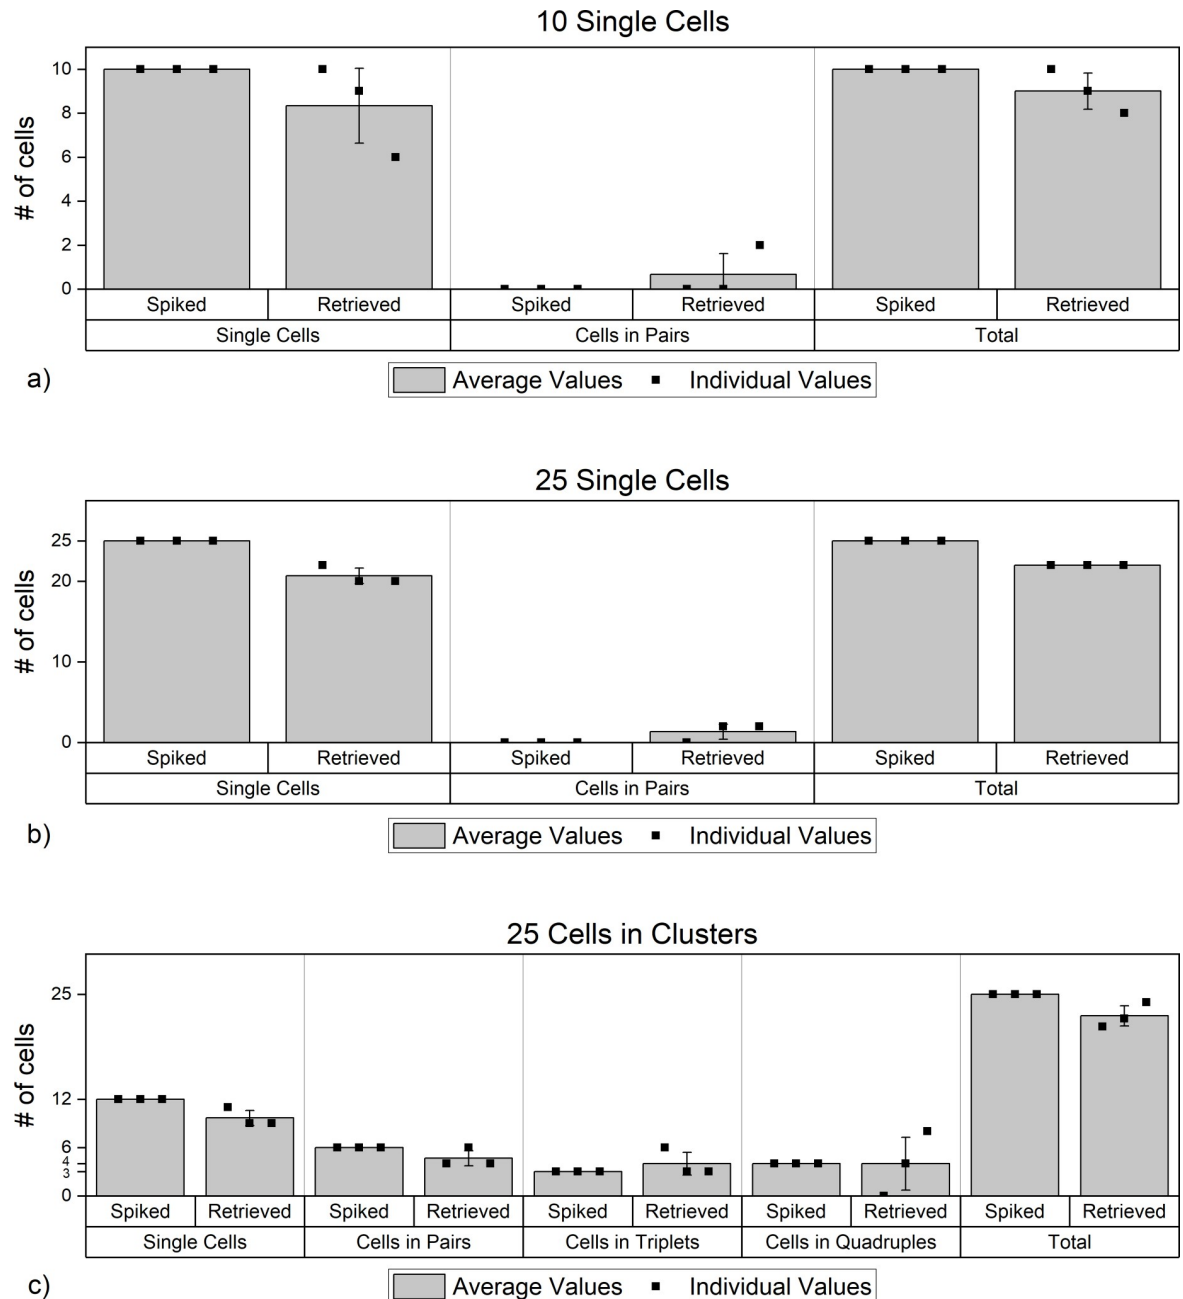 10 Single Cells
10
8
6
4
2
0
# of cells
Spiked Retrieved Spiked Retrieved Spiked Retrieved
Single Cells Cells in Pairs Total
a)
Average Values Individual Values
25 Single Cells
25
20
10
0
# of cells
Spiked Retrieved Spiked Retrieved Spiked Retrieved
Single Cells Cells in Pairs Total
b)
Average Values Individual Values
25 Cells in Clusters
25
12
6
4
3
0
# of cells
Spiked Retrieved Spiked Retrieved Spiked Retrieved Spiked Retrieved Spiked Retrieved
Single Cells Cells in Pairs Cells in Triplets Cells in Quadruples Total
c)
Average Values Individual Values